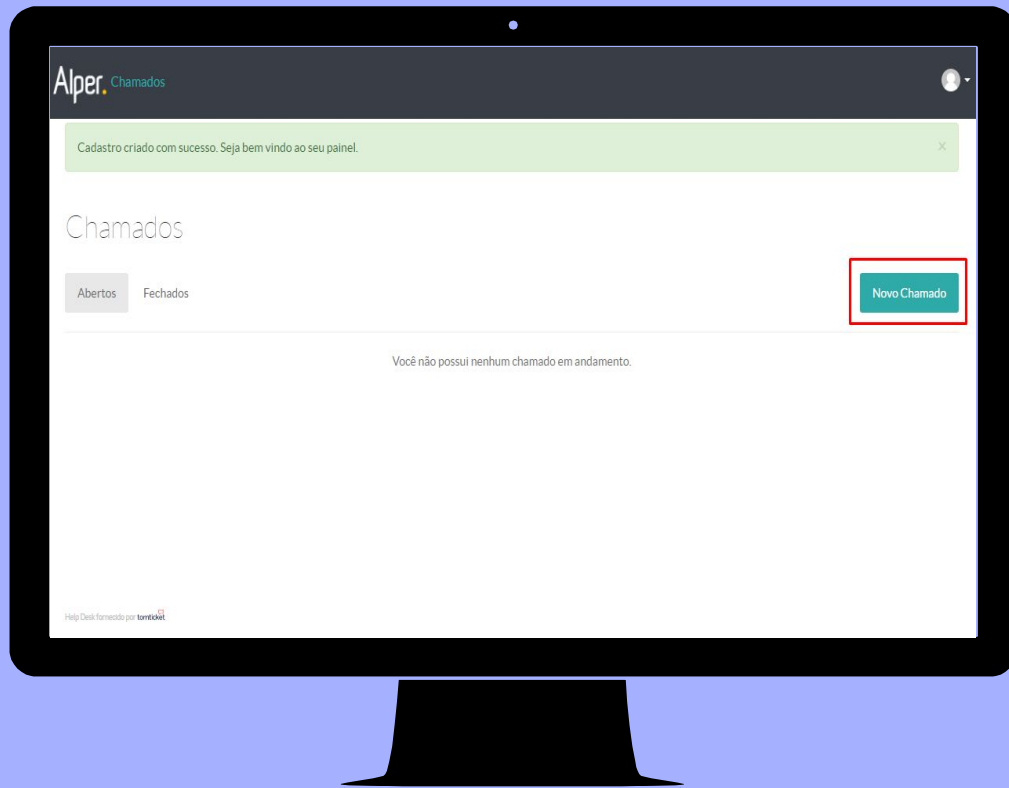 Alper. Chamados
Cadastro criado com sucesso. Seja bem vindo ao seu painel.
x
Chamados
Abertos Fechados Novo Chamado
Você não possui nenhum chamado em andamento.
Help Desk fornecido por tomticket